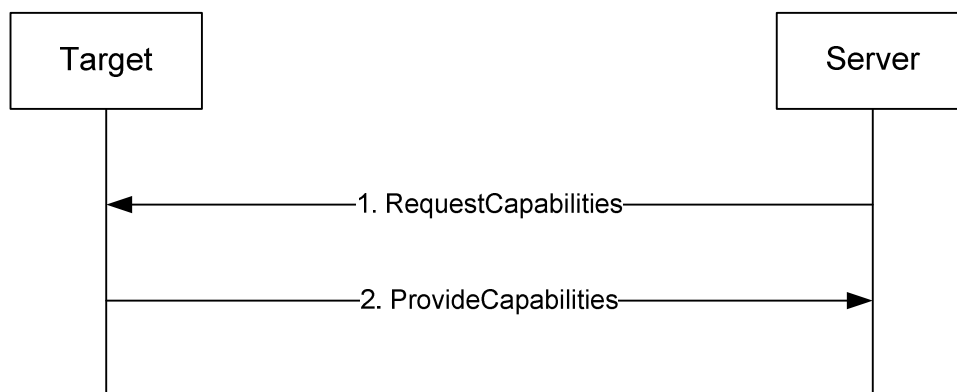 Target
Server
1. RequestCapabilities
2. ProvideCapabilities